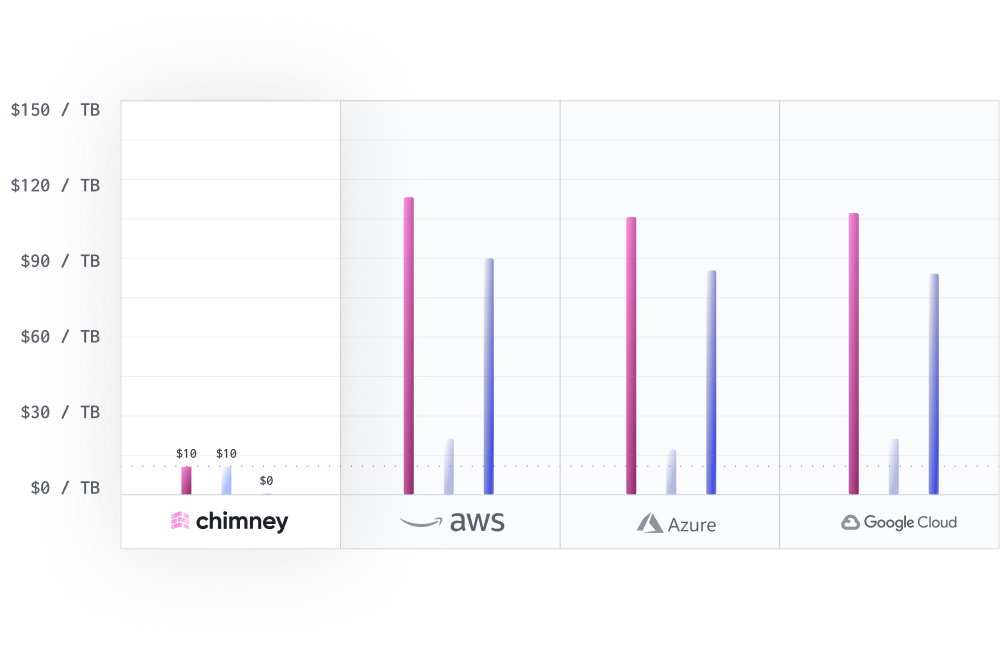 $150 / TB
$120 / TB
$90 / TB
$60 / TB
$30 / TB
$0 / TB
$10
$10
$0
chimney
aws
Azure
Google Cloud